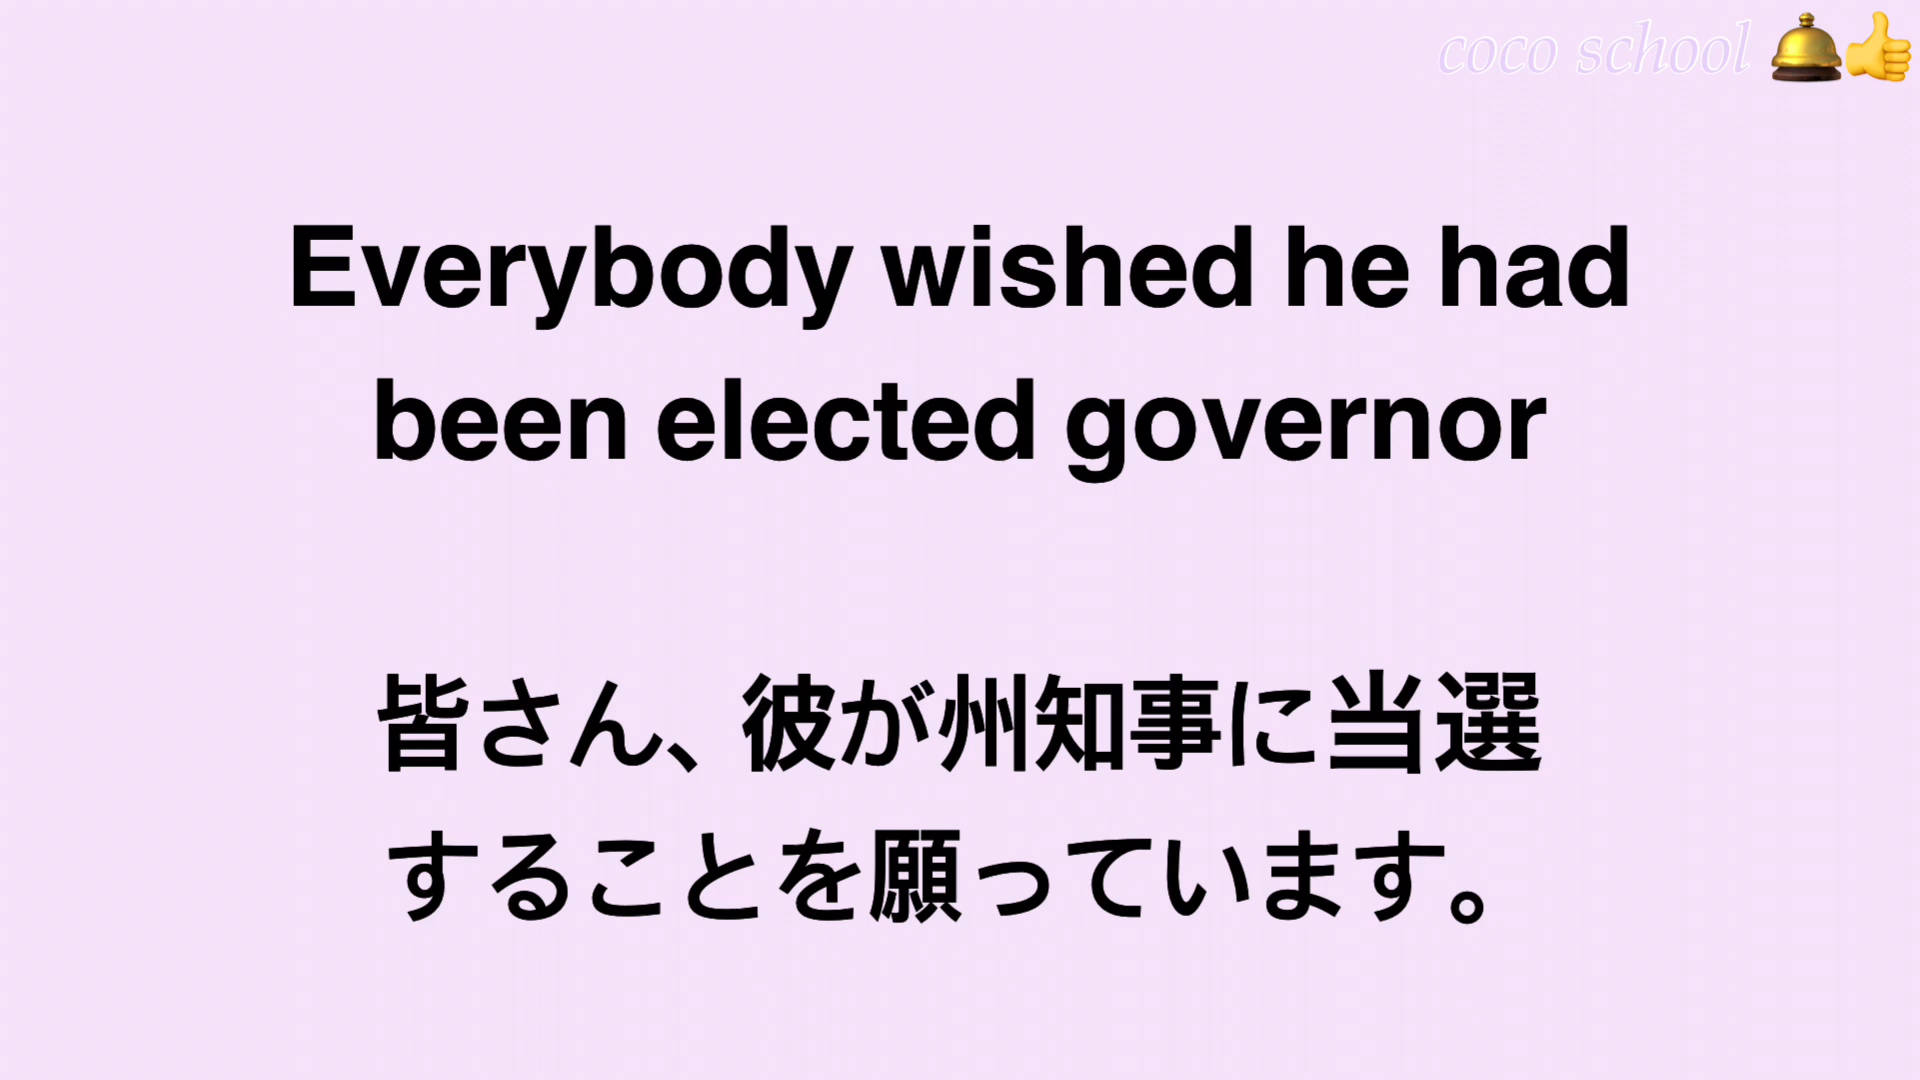 coco school
Everybody wished he had
been elected governor
皆さん、彼が州知事に当選
することを願っています。